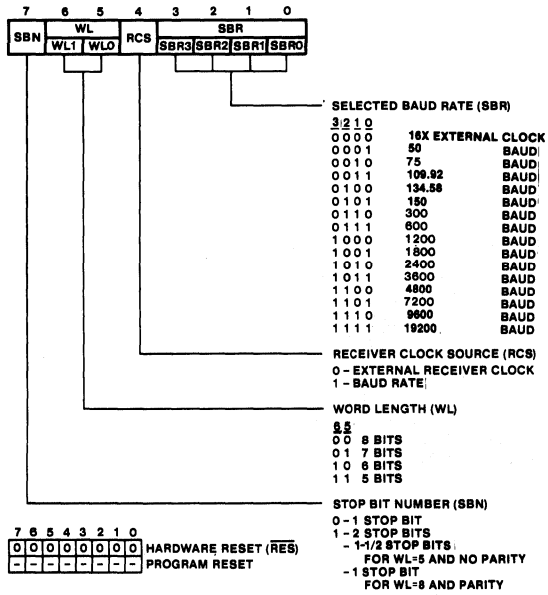 7 6 5 4 3 2 1 0
SBN WL RCS SBR
WL1 WL0 SBR3 SBR2 SBR1 SBR0
SELECTED BAUD RATE (SBR)
3 2 1 0
0 0 0 0 16X EXTERNAL CLOCK
0 0 0 1 50 BAUD
0 0 1 0 75 BAUD
0 0 1 1 109.92 BAUD
0 1 0 0 134.58 BAUD
0 1 0 1 150 BAUD
0 1 1 0 300 BAUD
0 1 1 1 600 BAUD
1 0 0 0 1200 BAUD
1 0 0 1 1800 BAUD
1 0 1 0 2400 BAUD
1 0 1 1 3600 BAUD
1 1 0 0 4800 BAUD
1 1 0 1 7200 BAUD
1 1 1 0 9600 BAUD
1 1 1 1 19200 BAUD
RECEIVER CLOCK SOURCE (RCS)
0 – EXTERNAL RECEIVER CLOCK
1 – BAUD RATE
WORD LENGTH (WL)
6 5
0 0 8 BITS
0 1 7 BITS
1 0 6 BITS
1 1 5 BITS
STOP BIT NUMBER (SBN)
0 – 1 STOP BIT
1 – 2 STOP BITS
– 1-1/2 STOP BITS
FOR WL=5 AND NO PARITY
– 1 STOP BIT
FOR WL=8 AND PARITY
7 6 5 4 3 2 1 0
0 0 0 0 0 0 0 0 HARDWARE RESET (RES)
– – – – – – – – PROGRAM RESET